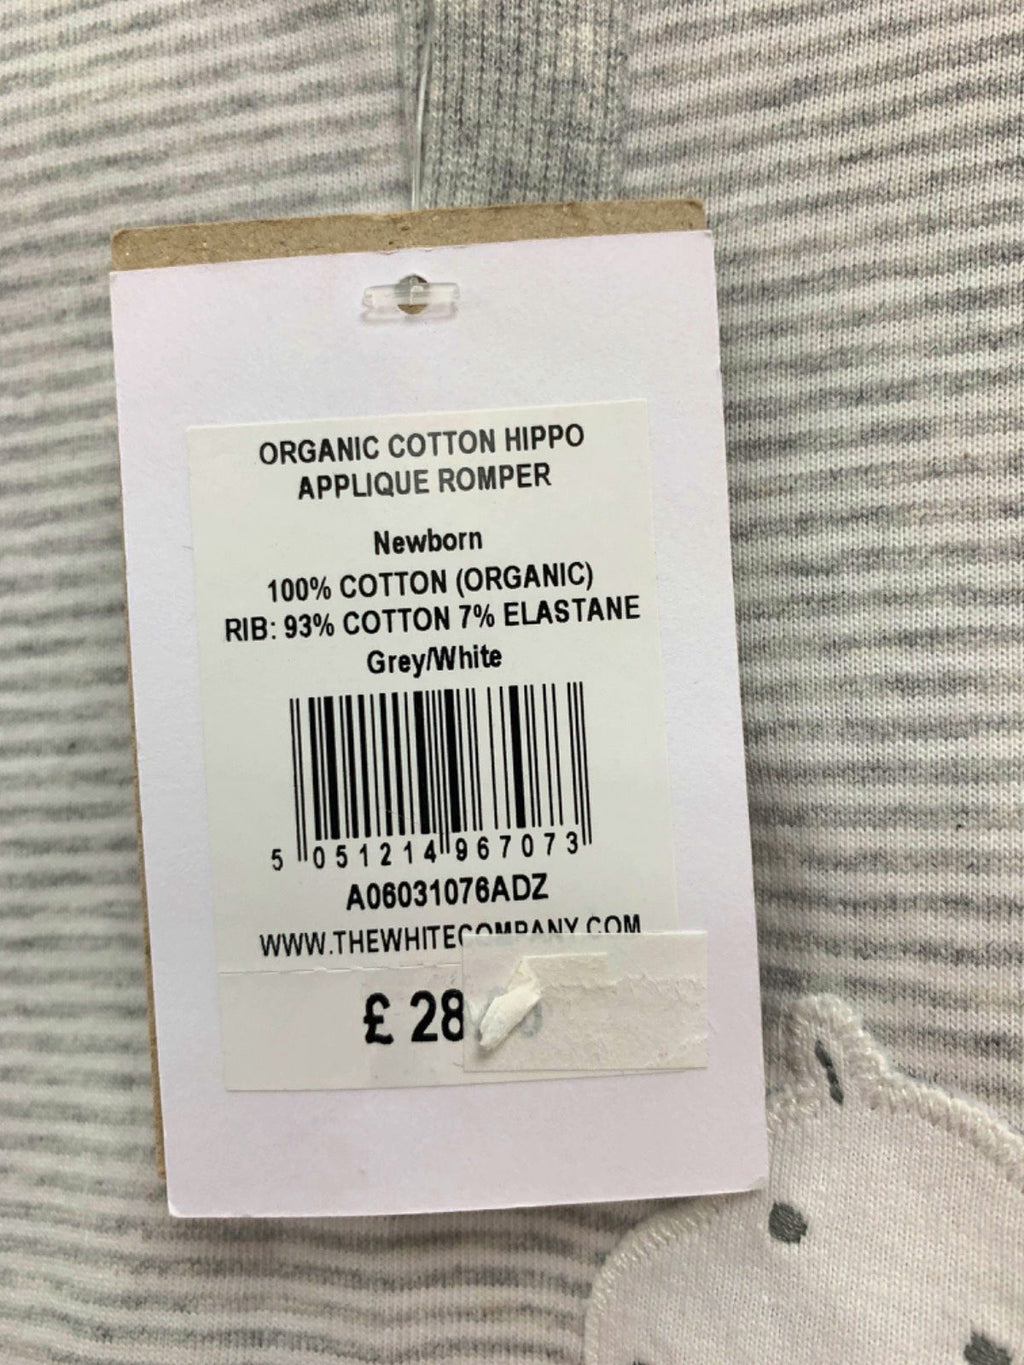 ORGANIC COTTON HIPPO
APPLIQUE ROMPER
Newborn
100% COTTON (ORGANIC)
RIB: 93% COTTON 7% ELASTANE
Grey/White
5 051214 967073
A06031076ADZ
WWW.THEWHITECOMPANY.COM
£ 28